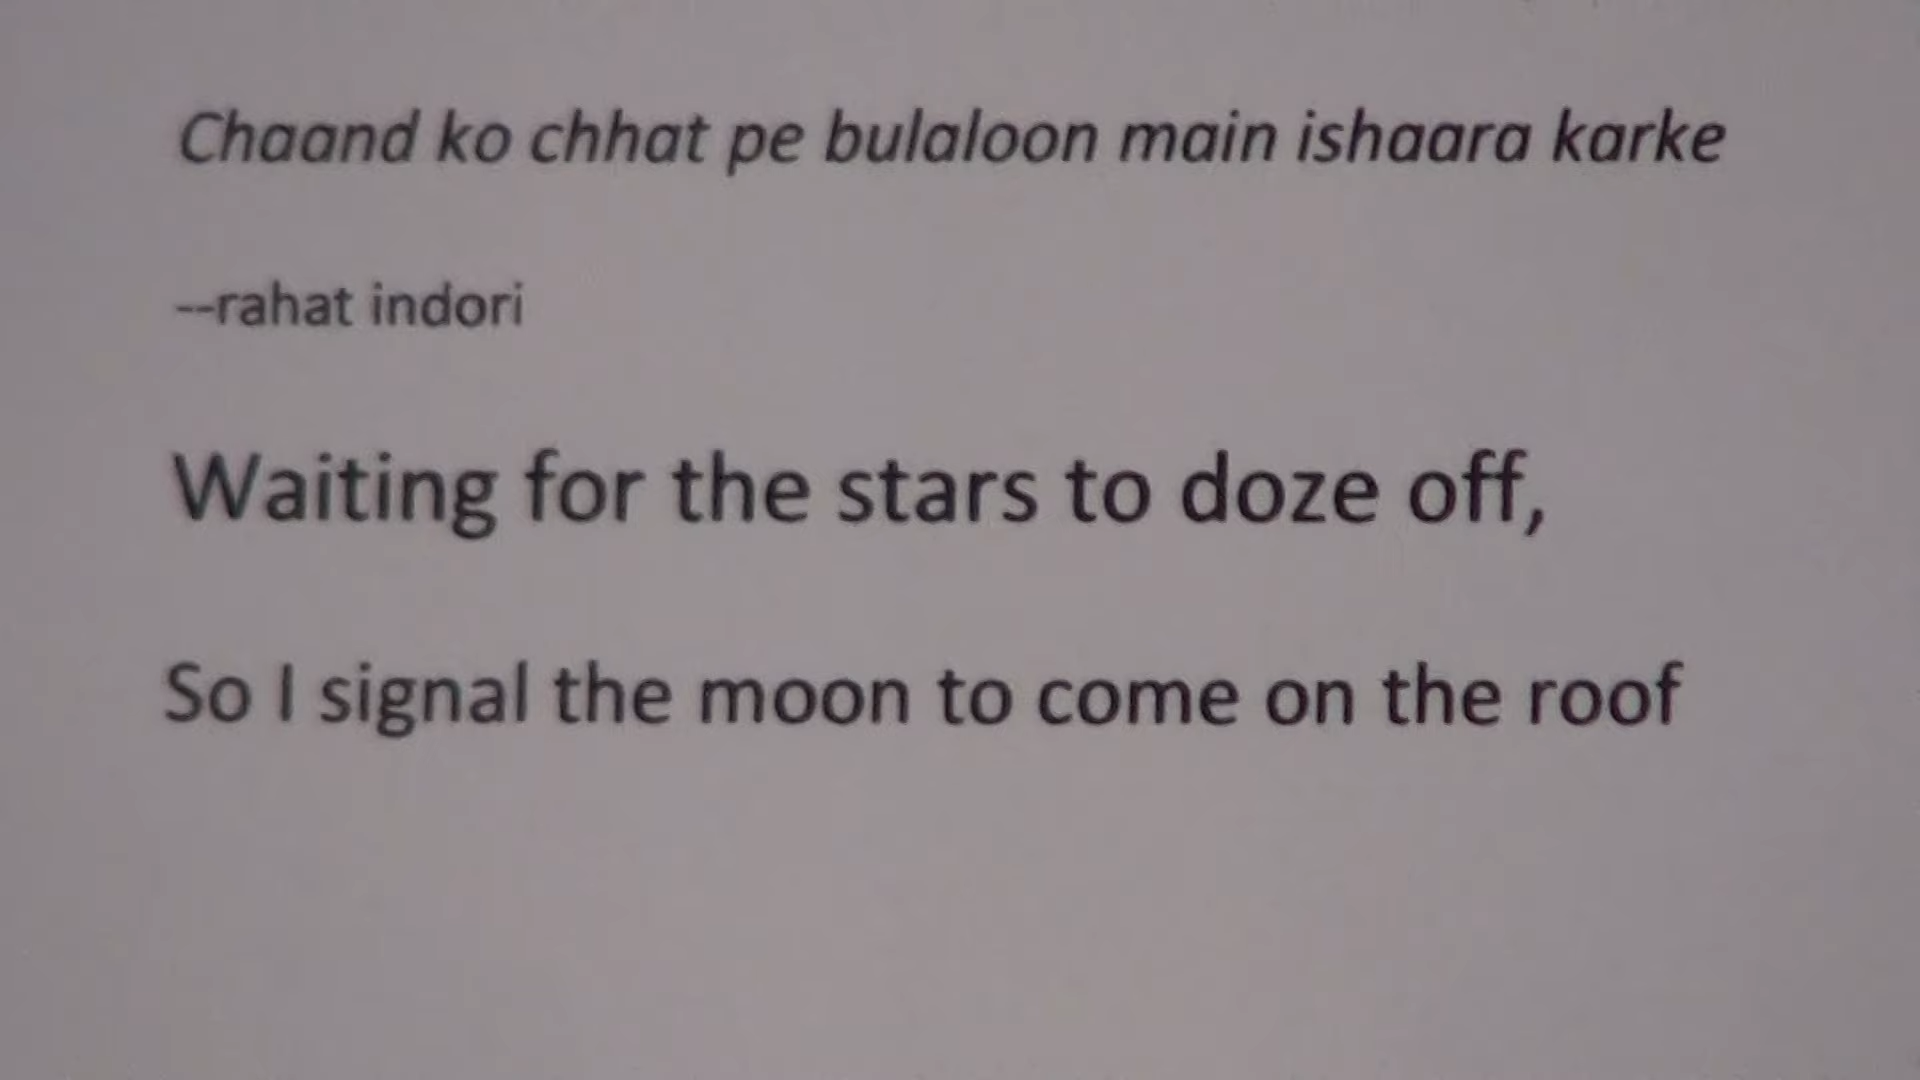 Chaand ko chhat pe bulaloon main ishaara karke
--rahat indori
Waiting for the stars to doze off,
So I signal the moon to come on the roof